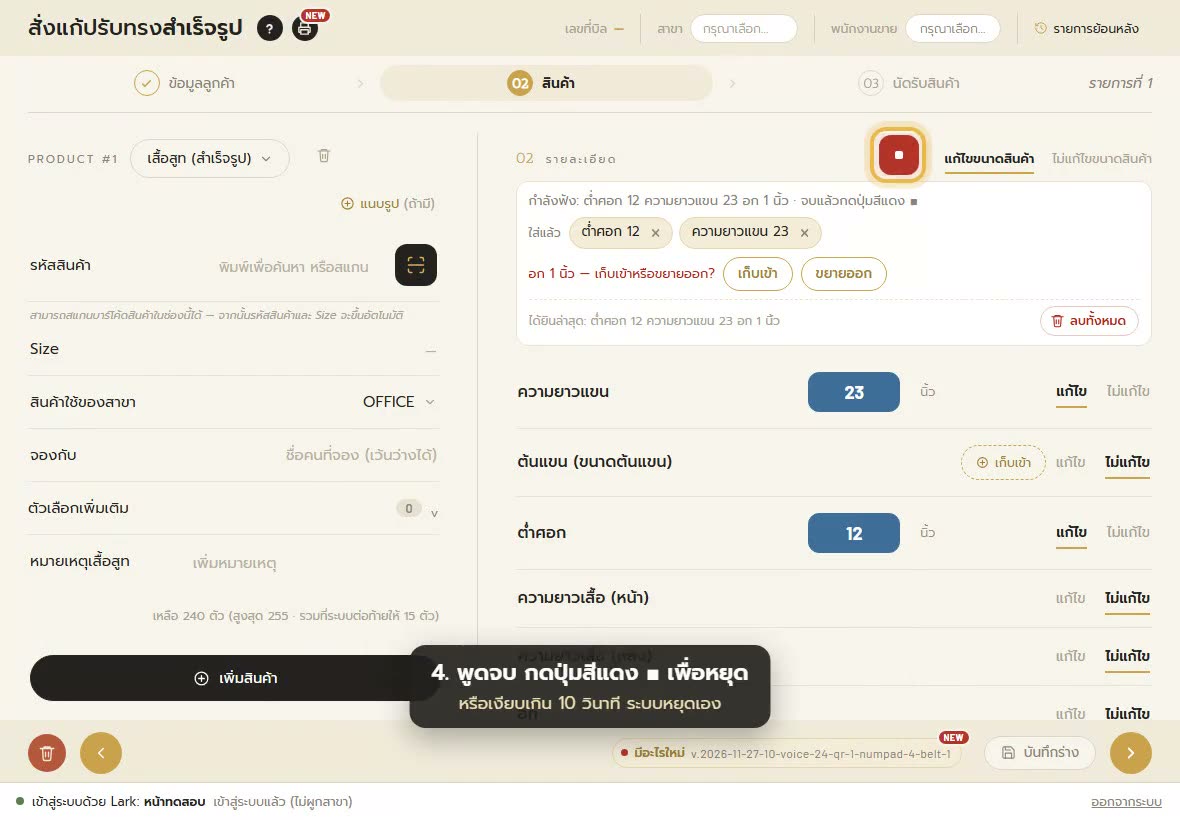 สั่งแก้ปรับทรงสำเร็จรูป ? NEW เลขที่บิล — สาขา กรุณาเลือก... พนักงานขาย กรุณาเลือก... รายการย้อนหลัง
ข้อมูลลูกค้า 02 สินค้า 03 นัดรับสินค้า รายการที่ 1
PRODUCT #1 เสื้อสูท (สำเร็จรูป)
แนบรูป (ถ้ามี)
รหัสสินค้า พิมพ์เพื่อค้นหา หรือสแกน
สามารถสแกนบาร์โค้ดสินค้าในช่องนี้ได้ — จากนั้นรหัสสินค้าและ Size จะขึ้นอัตโนมัติ
Size —
สินค้าใช้ของสาขา OFFICE
จองกับ ชื่อคนที่จอง (เว้นว่างได้)
ตัวเลือกเพิ่มเติม 0 v
หมายเหตุเสื้อสูท เพิ่มหมายเหตุ
เหลือ 240 ตัว (สูงสุด 255 · รวมที่ระบบต่อท้ายให้ 15 ตัว)
เพิ่มสินค้า
02 รายละเอียด แก้ไขขนาดสินค้า ไม่แก้ไขขนาดสินค้า
กำลังฟัง: ต่ำศอก 12 ความยาวแขน 23 อก 1 นิ้ว · จบแล้วกดปุ่มสีแดง ■
ใส่แล้ว ต่ำศอก 12 × ความยาวแขน 23 ×
อก 1 นิ้ว — เก็บเข้าหรือขยายออก? เก็บเข้า ขยายออก
ได้ยินล่าสุด: ต่ำศอก 12 ความยาวแขน 23 อก 1 นิ้ว ลบทั้งหมด
ความยาวแขน 23 นิ้ว แก้ไข ไม่แก้ไข
ต้นแขน (ขนาดต้นแขน) เก็บเข้า แก้ไข ไม่แก้ไข
ต่ำศอก 12 นิ้ว แก้ไข ไม่แก้ไข
ความยาวเสื้อ (หน้า) แก้ไข ไม่แก้ไข
ความยาวเสื้อ (หลัง) แก้ไข ไม่แก้ไข
อก แก้ไข ไม่แก้ไข
4. พูดจบ กดปุ่มสีแดง ■ เพื่อหยุด
หรือเงียบเกิน 10 วินาที ระบบหยุดเอง
มีอะไรใหม่ v.2026-11-27-10-voice-24-qr-1-numpad-4-belt-1 NEW บันทึกร่าง
เข้าสู่ระบบด้วย Lark: หน้าทดสอบ เข้าสู่ระบบแล้ว (ไม่ผูกสาขา) ออกจากระบบ